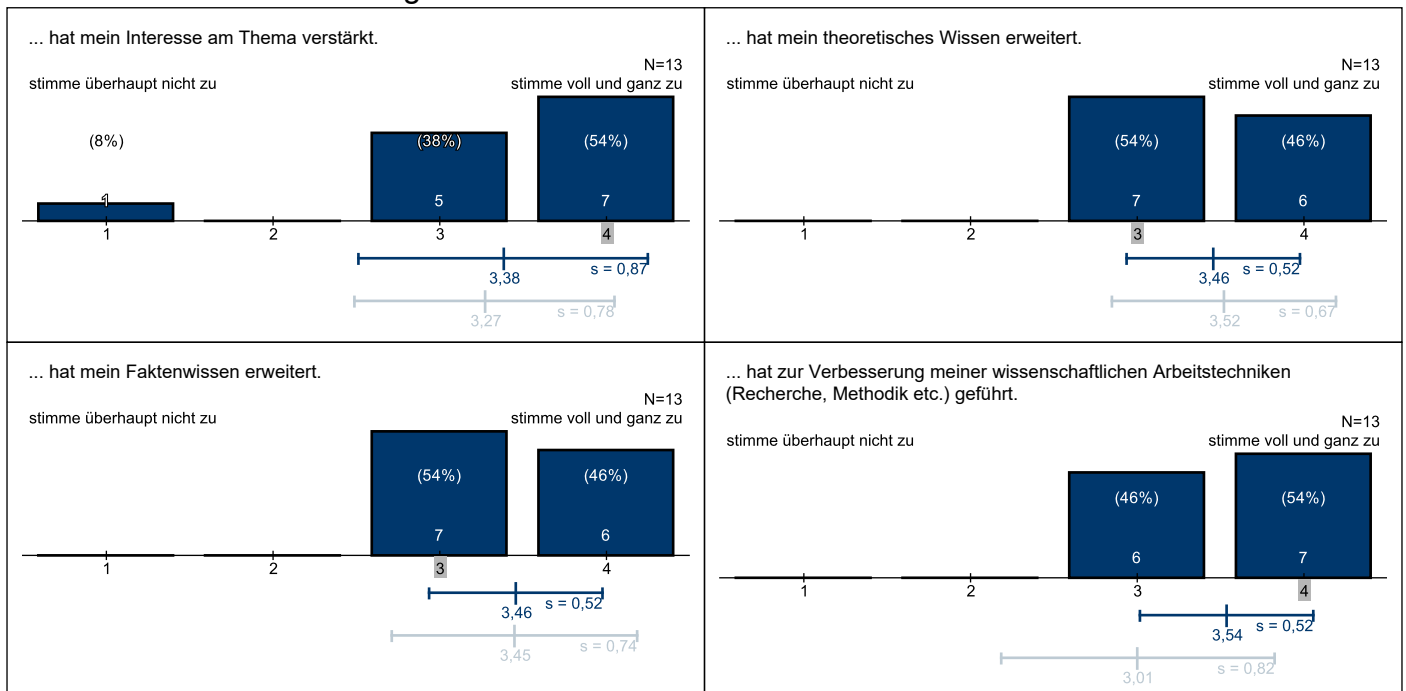 ... hat mein Interesse am Thema verstärkt.
N=13
stimme überhaupt nicht zu stimme voll und ganz zu
(8%) (38%) (54%)
1 5 7
1 2 3 4
3,38 s = 0,87
3,27 s = 0,78
... hat mein theoretisches Wissen erweitert.
N=13
stimme überhaupt nicht zu stimme voll und ganz zu
(54%) (46%)
7 6
1 2 3 4
3,46 s = 0,52
3,52 s = 0,67
... hat mein Faktenwissen erweitert.
N=13
stimme überhaupt nicht zu stimme voll und ganz zu
(54%) (46%)
7 6
1 2 3 4
3,46 s = 0,52
3,45 s = 0,74
... hat zur Verbesserung meiner wissenschaftlichen Arbeitstechniken
(Recherche, Methodik etc.) geführt.
N=13
stimme überhaupt nicht zu stimme voll und ganz zu
(46%) (54%)
6 7
1 2 3 4
3,54 s = 0,52
3,01 s = 0,82